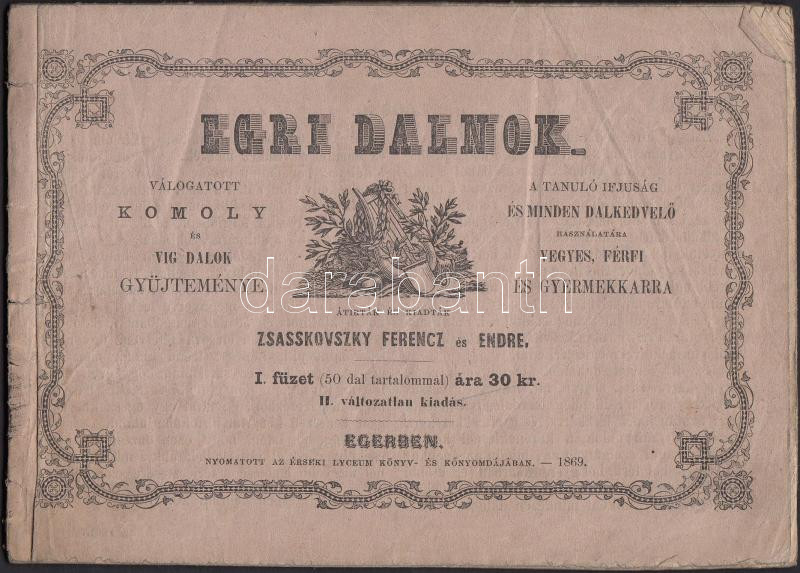 EGRI DALNOK.
VÁLOGATOTT
KOMOLY
ÉS
VIG DALOK
GYÜJTEMÉNYE
A TANULÓ IFJUSÁG
ÉS MINDEN DALKEDVELŐ
HASZNÁLATÁRA
VEGYES, FÉRFI
ÉS GYERMEKKARRA
darabanth.com
ÁTIRTÁK ÉS KIADTÁK
ZSASSKOVSZKY FERENCZ és ENDRE,
I. füzet (50 dal tartalommal) ára 30 kr.
II. változatlan kiadás.
EGERBEN.
NYOMATOTT AZ ÉRSEKI LYCEUM KÖNYV- ÉS KŐNYOMDÁJÁBAN. — 1869.